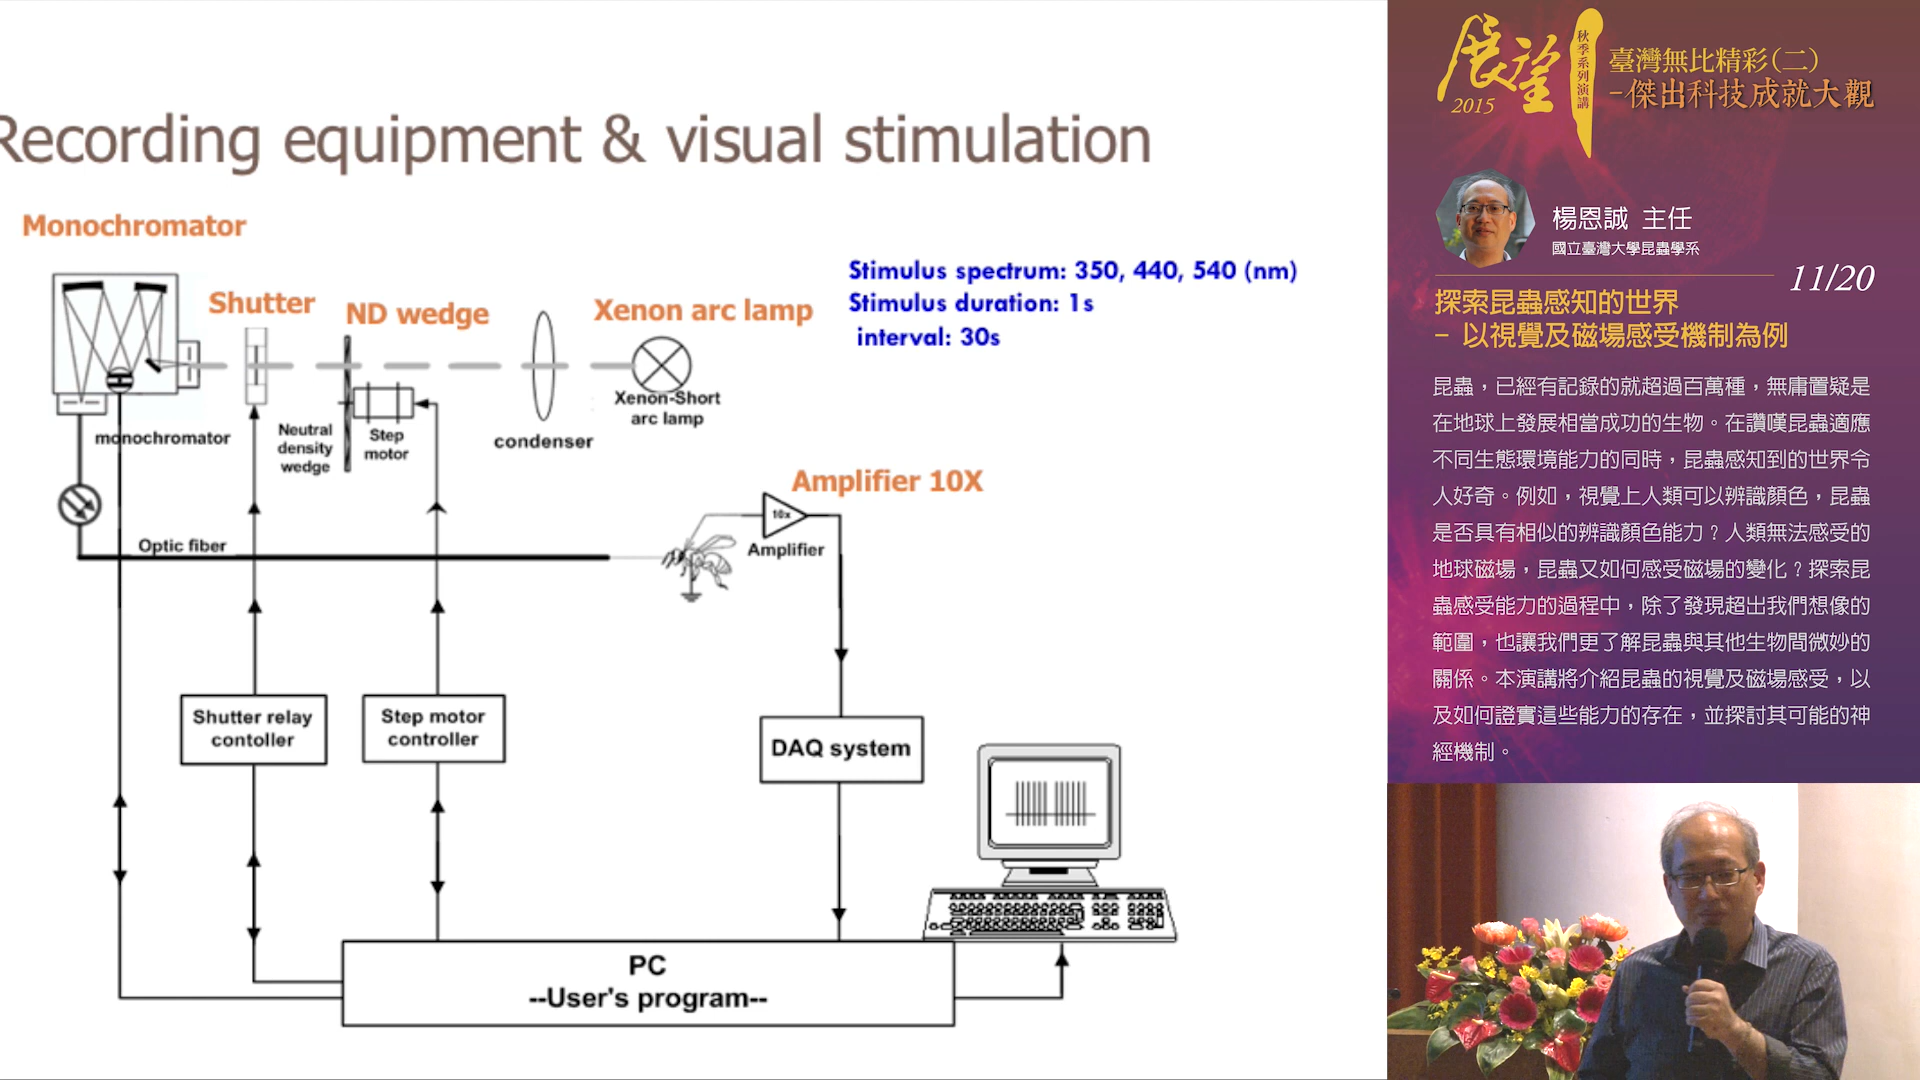 Recording equipment & visual stimulation
Monochromator
Shutter
ND wedge
Xenon arc lamp
Stimulus spectrum: 350, 440, 540 (nm)
Stimulus duration: 1s
interval: 30s
monochromator
Neutral
density
wedge
Step
motor
condenser
Xenon-Short
arc lamp
Amplifier 10X
10x
Amplifier
Optic fiber
Shutter relay
contoller
Step motor
controller
DAQ system
PC
--User's program--
展望
2015
秋季系列演講
臺灣無比精彩(二)
-傑出科技成就大觀
楊恩誠 主任
國立臺灣大學昆蟲學系
11/20
探索昆蟲感知的世界
- 以視覺及磁場感受機制為例
昆蟲，已經有記錄的就超過百萬種，無庸置疑是
在地球上發展相當成功的生物。在讚嘆昆蟲適應
不同生態環境能力的同時，昆蟲感知到的世界令
人好奇。例如，視覺上人類可以辨識顏色，昆蟲
是否具有相似的辨識顏色能力？人類無法感受的
地球磁場，昆蟲又如何感受磁場的變化？探索昆
蟲感受能力的過程中，除了發現超出我們想像的
範圍，也讓我們更了解昆蟲與其他生物間微妙的
關係。本演講將介紹昆蟲的視覺及磁場感受，以
及如何證實這些能力的存在，並探討其可能的神
經機制。